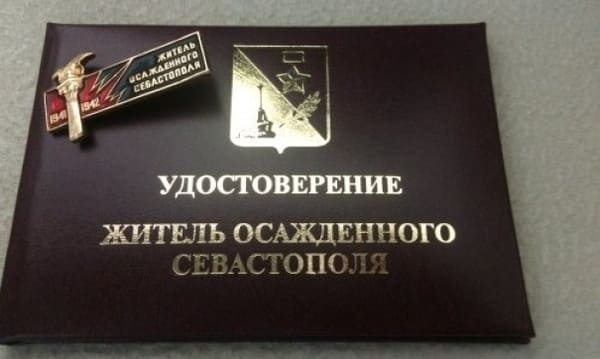 ЖИТЕЛЬ
ОСАЖДЕННОГО
СЕВАСТОПОЛЯ
1941 1942
УДОСТОВЕРЕНИЕ
ЖИТЕЛЬ ОСАЖДЕННОГО
СЕВАСТОПОЛЯ